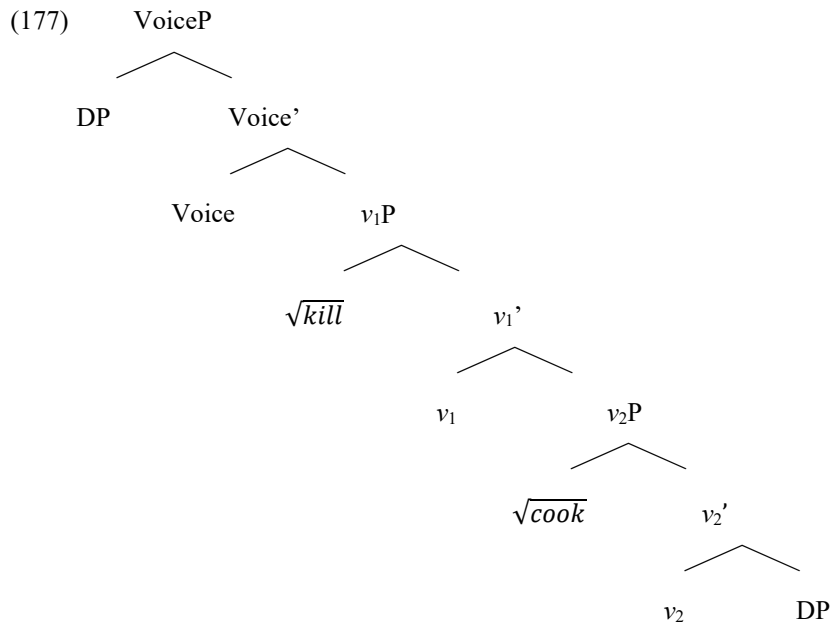 (177) VoiceP
DP Voice’
Voice v₁P
√kill v₁’
v₁ v₂P
√cook v₂’
v₂ DP